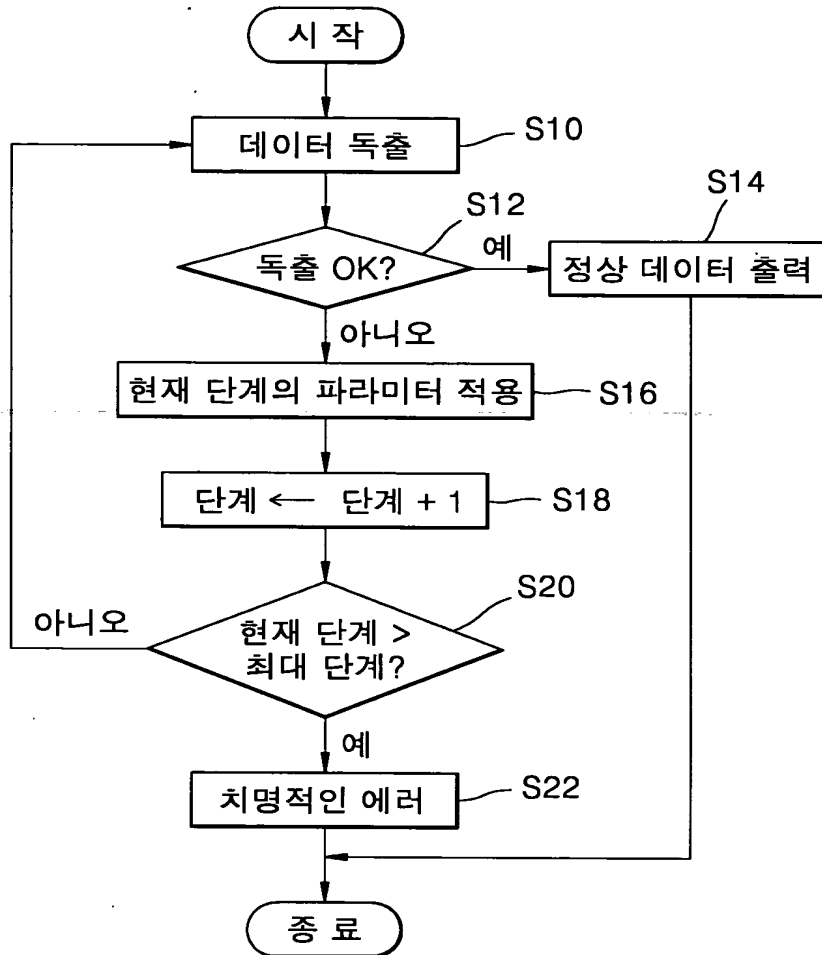 시 작
데이터 독출
S10
S12
S14
독출 OK?
예
정상 데이터 출력
아니오
현재 단계의 파라미터 적용
S16
단계 ← 단계 + 1
S18
S20
아니오
현재 단계 >
최대 단계?
예
치명적인 에러
S22
종 료